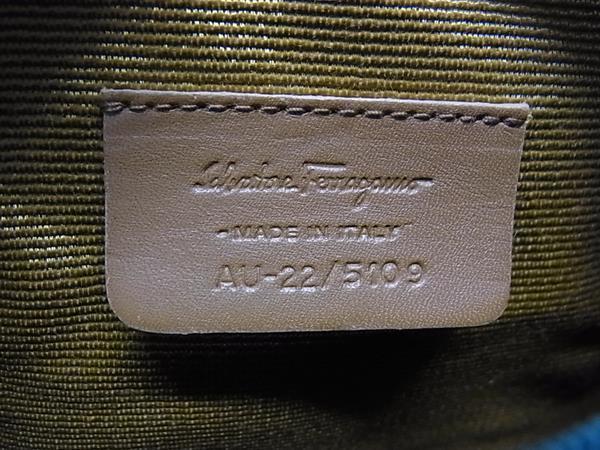 Salvatore Ferragamo
- MADE IN ITALY -
AU-22/5109